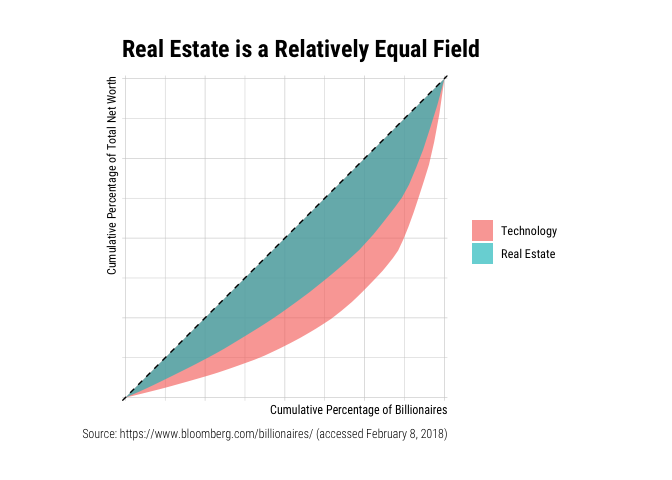 Real Estate is a Relatively Equal Field
Cumulative Percentage of Total Net Worth
Technology
Real Estate
Cumulative Percentage of Billionaires
Source: https://www.bloomberg.com/billionaires/ (accessed February 8, 2018)